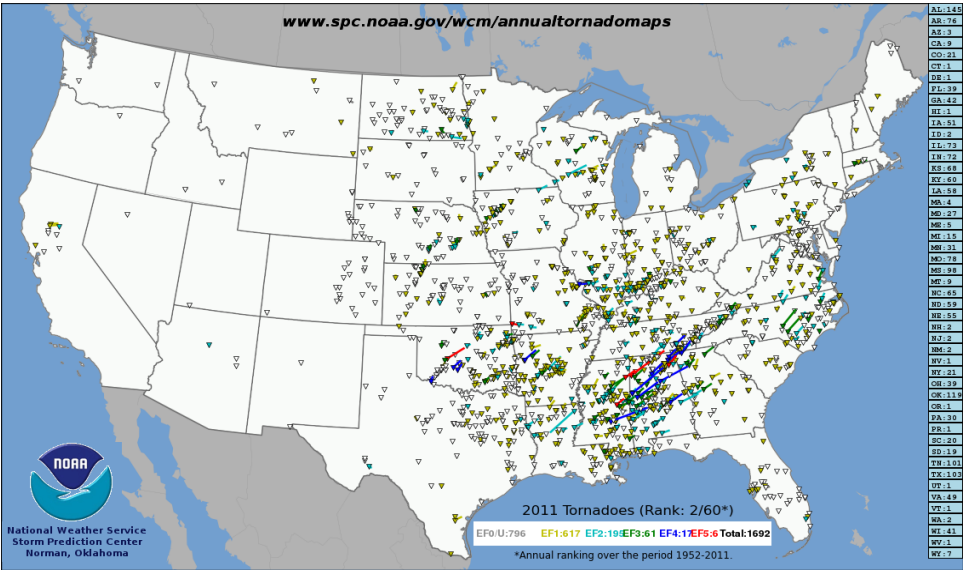 www.spc.noaa.gov/wcm/annualtornadomaps
AL:145
AR:76
AZ:3
CA:9
CO:21
CT:1
DE:1
FL:39
GA:42
HI:1
IA:51
ID:2
IL:73
IN:72
KS:68
KY:60
LA:58
MA:4
MD:27
ME:5
MI:15
MN:31
MO:78
MS:98
MT:9
NC:65
ND:59
NE:55
NH:2
NJ:2
NM:2
NV:1
NY:21
OH:39
OK:119
OR:1
PA:30
PR:1
SC:20
SD:19
TN:101
TX:103
UT:1
VA:49
VT:1
WA:2
WI:41
WV:1
WY:7
NOAA
National Weather Service
Storm Prediction Center
Norman, Oklahoma
2011 Tornadoes (Rank: 2/60*)
EF0/U:796 EF1:617 EF2:195 EF3:61 EF4:17 EF5:6 Total:1692
*Annual ranking over the period 1952-2011.